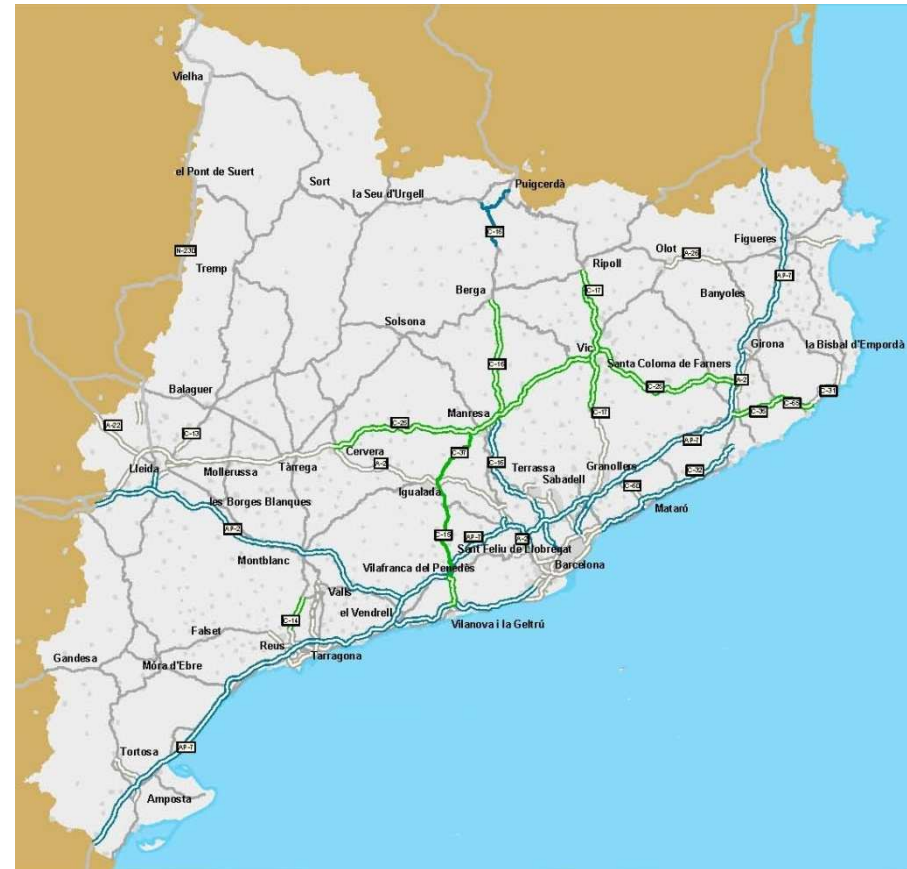 Vielha
el Pont de Suert
Sort
la Seu d'Urgell
Puigcerdà
C-16
N-230
Tremp
Ripoll
Olot
A-26
Figueres
AP-7
Berga
C-17
Banyoles
Solsona
Vic
Girona
la Bisbal d'Empordà
Santa Coloma de Farners
C-16
A-2
Balaguer
C-25
C-31
C-65
C-35
Manresa
C-17
A-22
C-13
C-25
AP-7
Lleida
Mollerussa
Tàrrega
Cervera
A-2
C-37
C-16
Terrassa
Granollers
C-32
Sabadell
C-60
Igualada
les Borges Blanques
Mataró
AP-2
C-15
AP-7
A-2
Sant Feliu de Llobregat
Montblanc
Vilafranca del Penedès
Barcelona
Valls
el Vendrell
C-14
Vilanova i la Geltrú
Falset
Reus
Tarragona
Gandesa
Móra d'Ebre
AP-7
Tortosa
Amposta